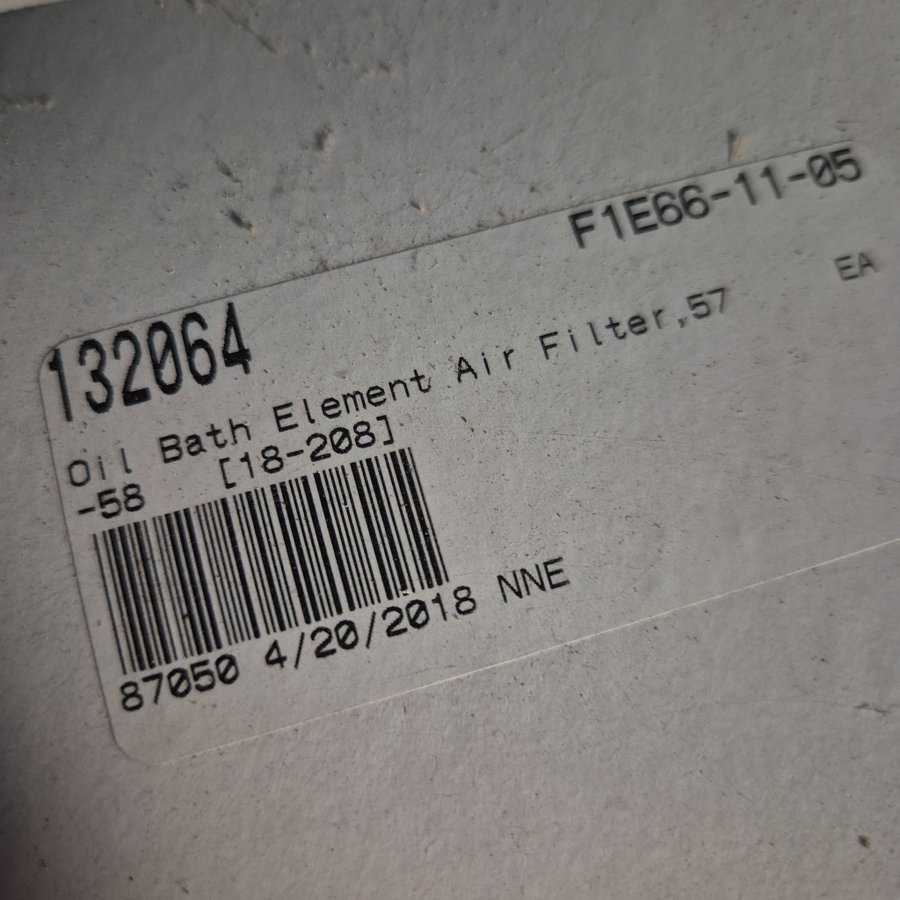 F1E66-11-05
132064 EA
Oil Bath Element Air Filter,57
-58 [18-208]
87050 4/20/2018 NNE